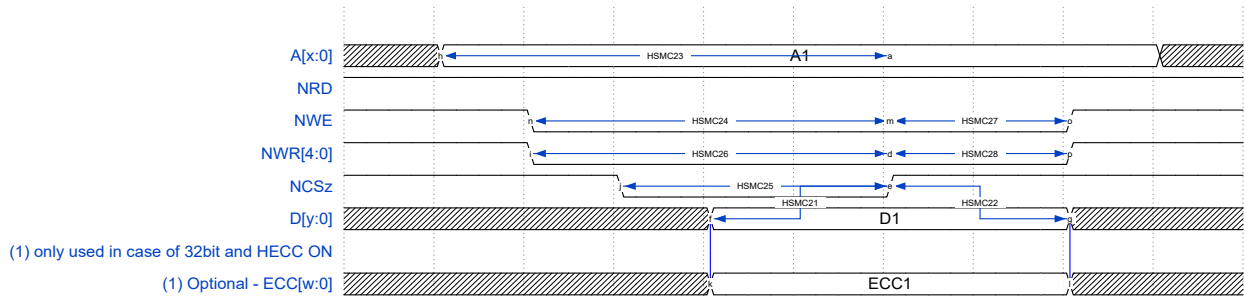 A[x:0] h HSMC23 A1 a
NRD
NWE n HSMC24 m HSMC27 o
NWR[4:0] i HSMC26 d HSMC28 p
NCSz j HSMC25 e
HSMC21 HSMC22
D[y:0] f D1 g
(1) only used in case of 32bit and HECC ON
(1) Optional - ECC[w:0] k ECC1 l